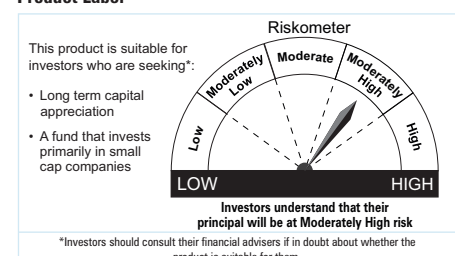 Product Label
This product is suitable for
investors who are seeking*:
• Long term capital
appreciation
• A fund that invests
primarily in small
cap companies
Riskometer
Low
Moderately
Low
Moderate
Moderately
High
High
LOW HIGH
Investors understand that their
principal will be at Moderately High risk
*Investors should consult their financial advisers if in doubt about whether the
product is suitable for them.